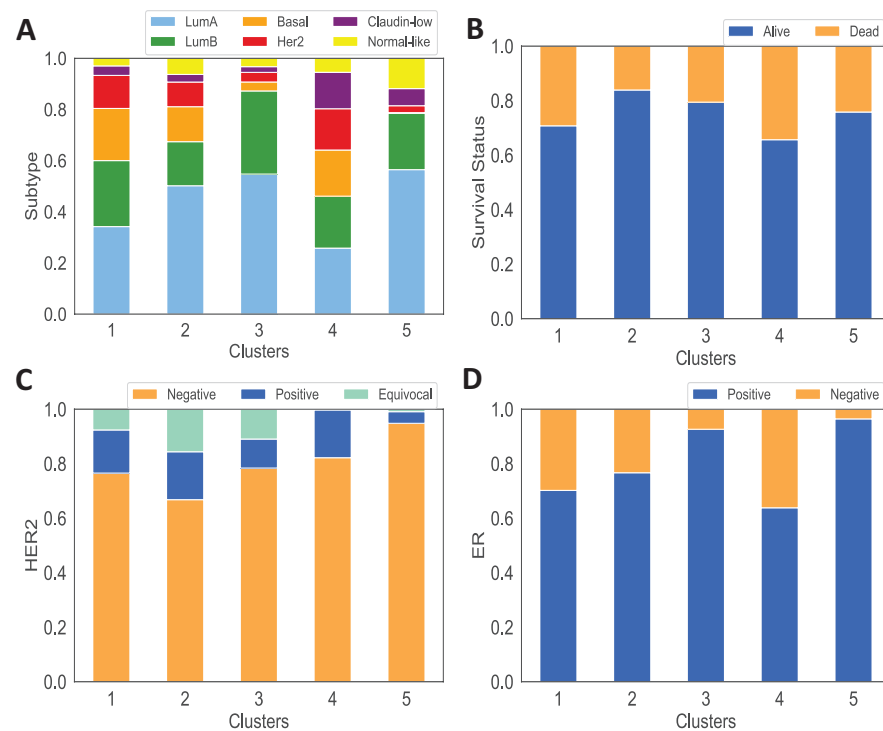 A
LumA Basal Claudin-low
LumB Her2 Normal-like
1.0
0.8
0.6
0.4
0.2
0.0
Subtype
1 2 3 4 5
Clusters
B
Alive Dead
1.0
0.8
0.6
0.4
0.2
0.0
Survival Status
1 2 3 4 5
Clusters
C
Negative Positive Equivocal
1.0
0.8
0.6
0.4
0.2
0.0
HER2
1 2 3 4 5
Clusters
D
Positive Negative
1.0
0.8
0.6
0.4
0.2
0.0
ER
1 2 3 4 5
Clusters